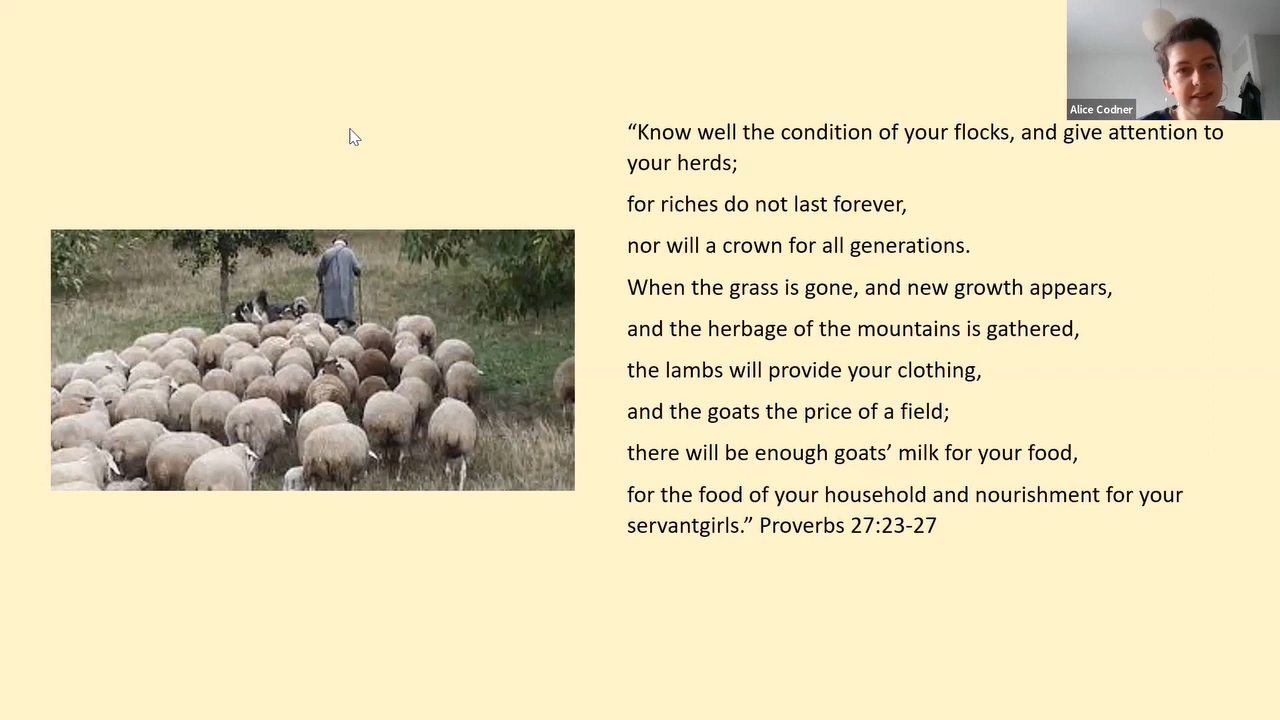 Alice Codner
“Know well the condition of your flocks, and give attention to
your herds;
for riches do not last forever,
nor will a crown for all generations.
When the grass is gone, and new growth appears,
and the herbage of the mountains is gathered,
the lambs will provide your clothing,
and the goats the price of a field;
there will be enough goats’ milk for your food,
for the food of your household and nourishment for your
servantgirls.” Proverbs 27:23-27